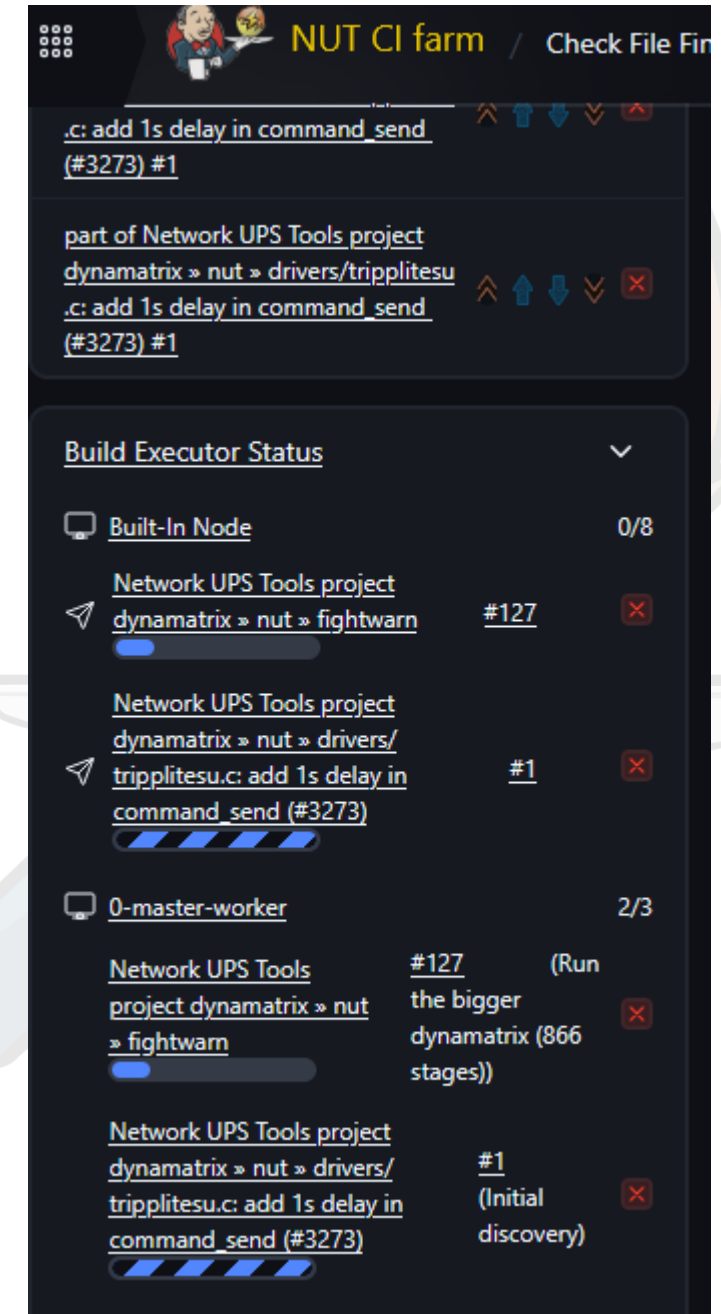 NUT CI farm / Check File Fin
.c: add 1s delay in command_send
(#3273) #1
part of Network UPS Tools project
dynamatrix » nut » drivers/tripplitesu
.c: add 1s delay in command_send
(#3273) #1
Build Executor Status
Built-In Node 0/8
Network UPS Tools project
dynamatrix » nut » fightwarn #127
Network UPS Tools project
dynamatrix » nut » drivers/
tripplitesu.c: add 1s delay in #1
command_send (#3273)
0-master-worker 2/3
Network UPS Tools #127 (Run
project dynamatrix » nut the bigger
» fightwarn dynamatrix (866
stages))
Network UPS Tools project
dynamatrix » nut » drivers/ #1
tripplitesu.c: add 1s delay in (Initial
command_send (#3273) discovery)